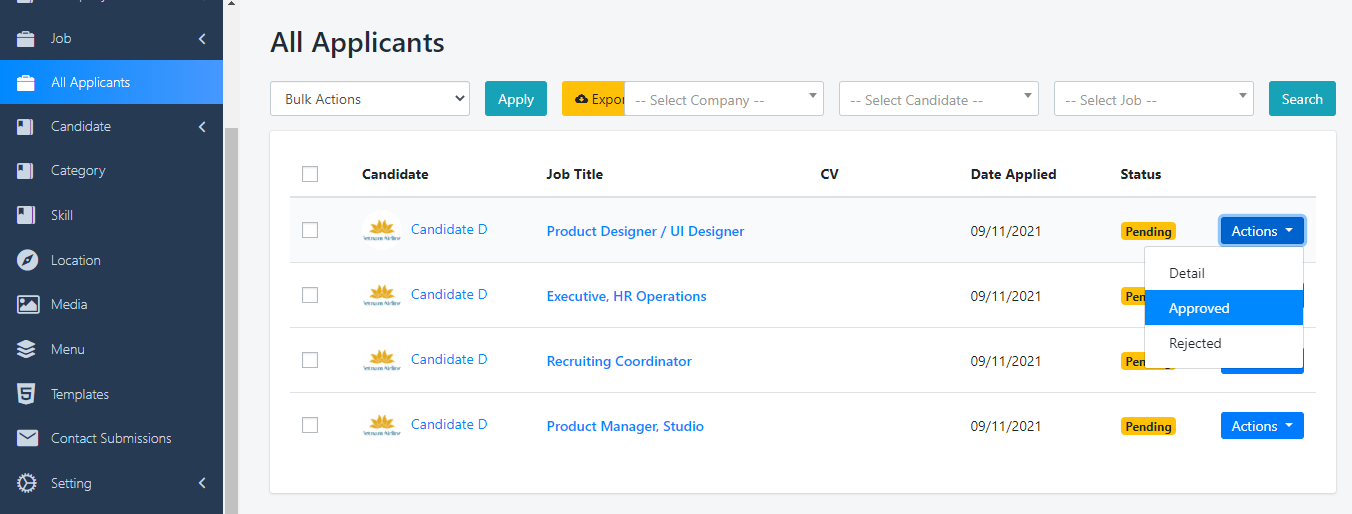 Job
All Applicants
Candidate
Category
Skill
Location
Media
Menu
Templates
Contact Submissions
Setting
All Applicants
Bulk Actions Apply Expor -- Select Company -- -- Select Candidate -- -- Select Job -- Search
Candidate Job Title CV Date Applied Status
Candidate D Product Designer / UI Designer 09/11/2021 Pending Actions
Detail
Candidate D Executive, HR Operations 09/11/2021 Pen
Approved
Rejected
Candidate D Recruiting Coordinator 09/11/2021 Pen
Candidate D Product Manager, Studio 09/11/2021 Pending Actions